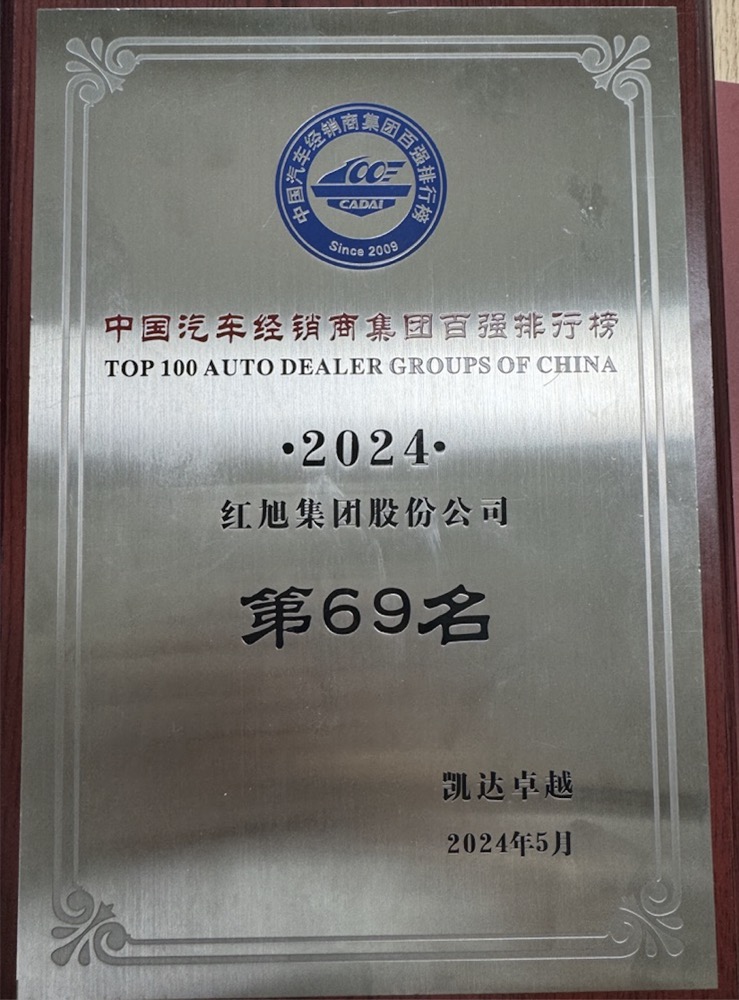 中国汽车经销商集团百强排行榜
100
CADAI
Since 2009
中国汽车经销商集团百强排行榜
TOP 100 AUTO DEALER GROUPS OF CHINA
·2024·
红旭集团股份公司
第69名
凯达卓越
2024年5月